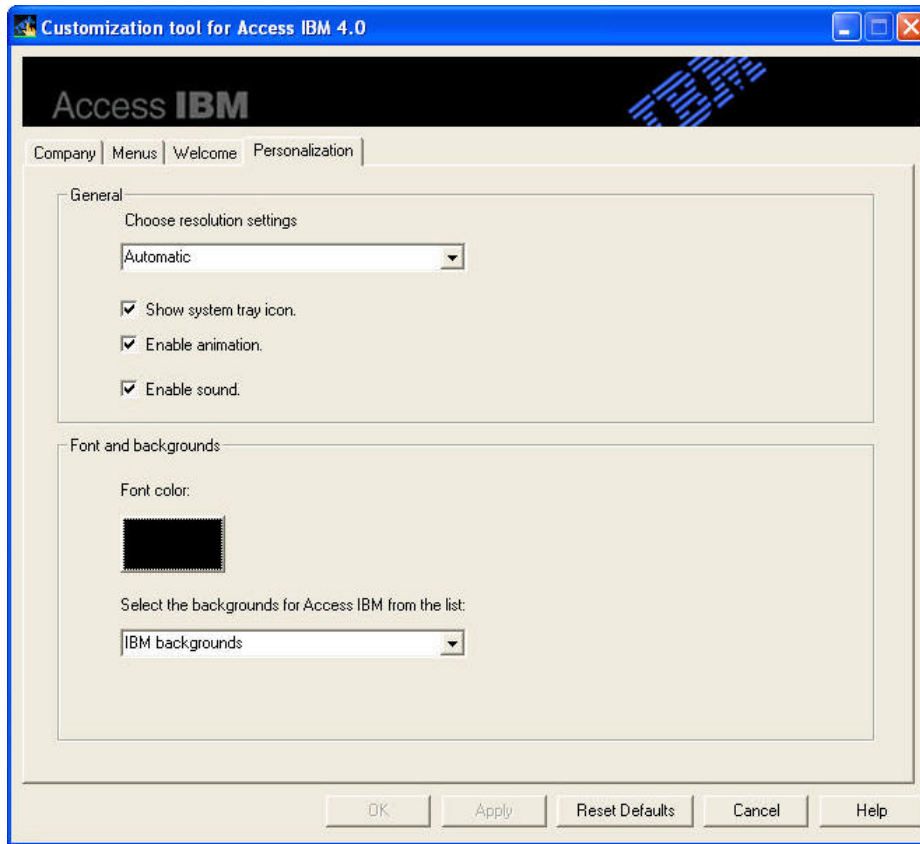 Customization tool for Access IBM 4.0
Access IBM
IBM
Company Menus Welcome Personalization
General
Choose resolution settings
Automatic
Show system tray icon.
Enable animation.
Enable sound.
Font and backgrounds
Font color:
Select the backgrounds for Access IBM from the list:
IBM backgrounds
OK Apply Reset Defaults Cancel Help